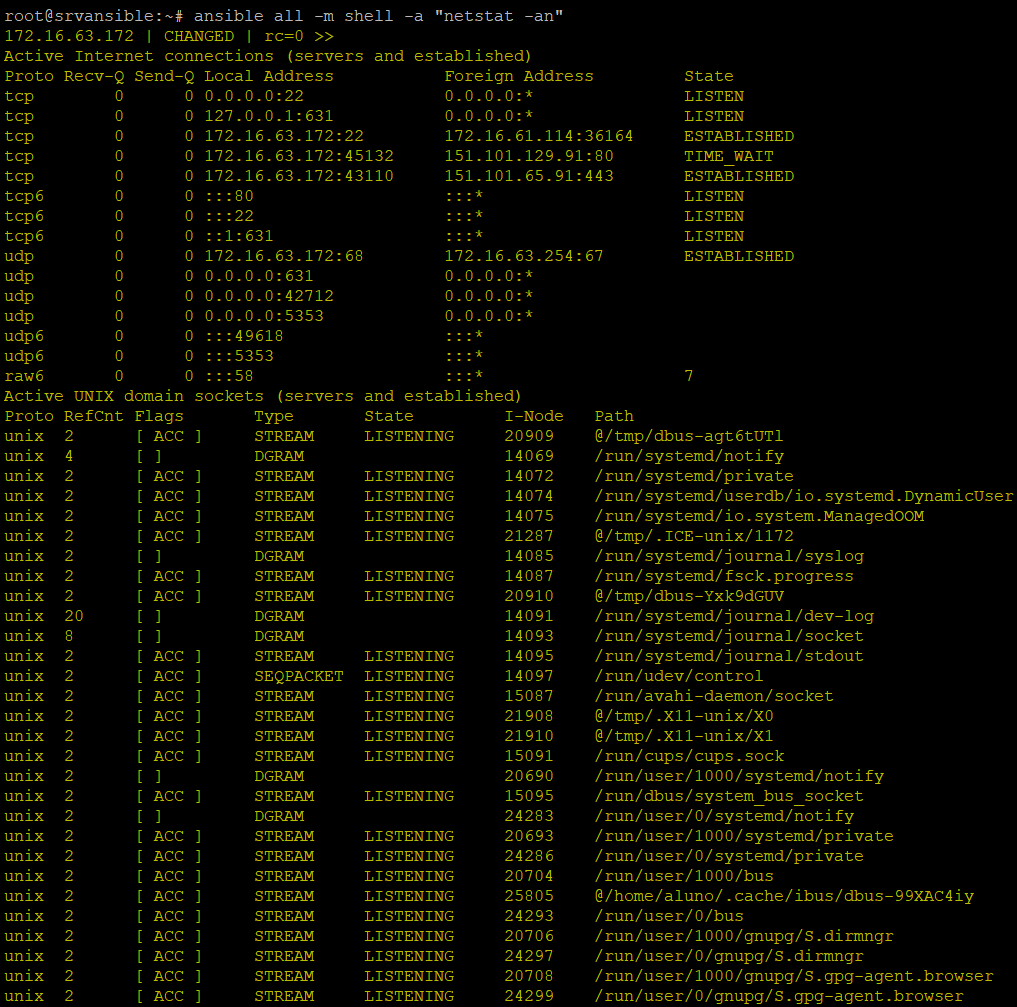 root@srvansible:~# ansible all -m shell -a "netstat -an"
172.16.63.172 | CHANGED | rc=0 >>
Active Internet connections (servers and established)
Proto Recv-Q Send-Q Local Address           Foreign Address         State
tcp        0      0 0.0.0.0:22              0.0.0.0:*               LISTEN
tcp        0      0 127.0.0.1:631           0.0.0.0:*               LISTEN
tcp        0      0 172.16.63.172:22        172.16.61.114:36164     ESTABLISHED
tcp        0      0 172.16.63.172:45132     151.101.129.91:80       TIME_WAIT
tcp        0      0 172.16.63.172:43110     151.101.65.91:443       ESTABLISHED
tcp6       0      0 :::80                   :::*                    LISTEN
tcp6       0      0 :::22                   :::*                    LISTEN
tcp6       0      0 ::1:631                 :::*                    LISTEN
udp        0      0 172.16.63.172:68        172.16.63.254:67        ESTABLISHED
udp        0      0 0.0.0.0:631             0.0.0.0:*
udp        0      0 0.0.0.0:42712           0.0.0.0:*
udp        0      0 0.0.0.0:5353            0.0.0.0:*
udp6       0      0 :::49618                :::*
udp6       0      0 :::5353                 :::*
raw6       0      0 :::58                   :::*                    7
Active UNIX domain sockets (servers and established)
Proto RefCnt Flags       Type       State         I-Node   Path
unix  2      [ ACC ]     STREAM     LISTENING     20909    @/tmp/dbus-agt6tUTl
unix  4      [ ]         DGRAM                    14069    /run/systemd/notify
unix  2      [ ACC ]     STREAM     LISTENING     14072    /run/systemd/private
unix  2      [ ACC ]     STREAM     LISTENING     14074    /run/systemd/userdb/io.systemd.DynamicUser
unix  2      [ ACC ]     STREAM     LISTENING     14075    /run/systemd/io.system.ManagedOOM
unix  2      [ ACC ]     STREAM     LISTENING     21287    @/tmp/.ICE-unix/1172
unix  2      [ ]         DGRAM                    14085    /run/systemd/journal/syslog
unix  2      [ ACC ]     STREAM     LISTENING     14087    /run/systemd/fsck.progress
unix  2      [ ACC ]     STREAM     LISTENING     20910    @/tmp/dbus-Yxk9dGUV
unix  20     [ ]         DGRAM                    14091    /run/systemd/journal/dev-log
unix  8      [ ]         DGRAM                    14093    /run/systemd/journal/socket
unix  2      [ ACC ]     STREAM     LISTENING     14095    /run/systemd/journal/stdout
unix  2      [ ACC ]     SEQPACKET  LISTENING     14097    /run/udev/control
unix  2      [ ACC ]     STREAM     LISTENING     15087    /run/avahi-daemon/socket
unix  2      [ ACC ]     STREAM     LISTENING     21908    @/tmp/.X11-unix/X0
unix  2      [ ACC ]     STREAM     LISTENING     21910    @/tmp/.X11-unix/X1
unix  2      [ ACC ]     STREAM     LISTENING     15091    /run/cups/cups.sock
unix  2      [ ]         DGRAM                    20690    /run/user/1000/systemd/notify
unix  2      [ ACC ]     STREAM     LISTENING     15095    /run/dbus/system_bus_socket
unix  2      [ ]         DGRAM                    24283    /run/user/0/systemd/notify
unix  2      [ ACC ]     STREAM     LISTENING     20693    /run/user/1000/systemd/private
unix  2      [ ACC ]     STREAM     LISTENING     24286    /run/user/0/systemd/private
unix  2      [ ACC ]     STREAM     LISTENING     20704    /run/user/1000/bus
unix  2      [ ACC ]     STREAM     LISTENING     25805    @/home/aluno/.cache/ibus/dbus-99XAC4iy
unix  2      [ ACC ]     STREAM     LISTENING     24293    /run/user/0/bus
unix  2      [ ACC ]     STREAM     LISTENING     20706    /run/user/1000/gnupg/S.dirmngr
unix  2      [ ACC ]     STREAM     LISTENING     24297    /run/user/0/gnupg/S.dirmngr
unix  2      [ ACC ]     STREAM     LISTENING     20708    /run/user/1000/gnupg/S.gpg-agent.browser
unix  2      [ ACC ]     STREAM     LISTENING     24299    /run/user/0/gnupg/S.gpg-agent.browser